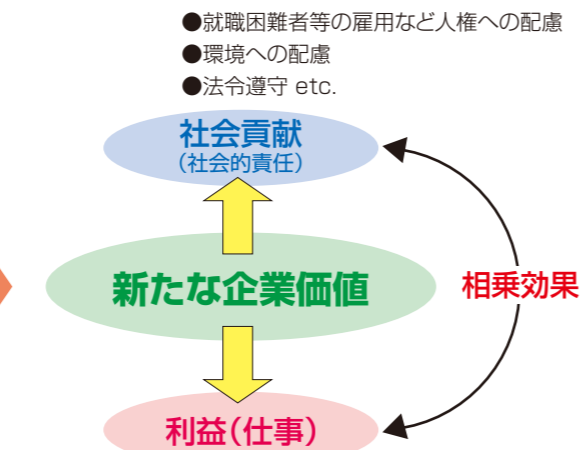 ●就職困難者等の雇用など人権への配慮
●環境への配慮
●法令遵守 etc.
社会貢献
(社会的責任)
新たな企業価値
相乗効果
利益(仕事)